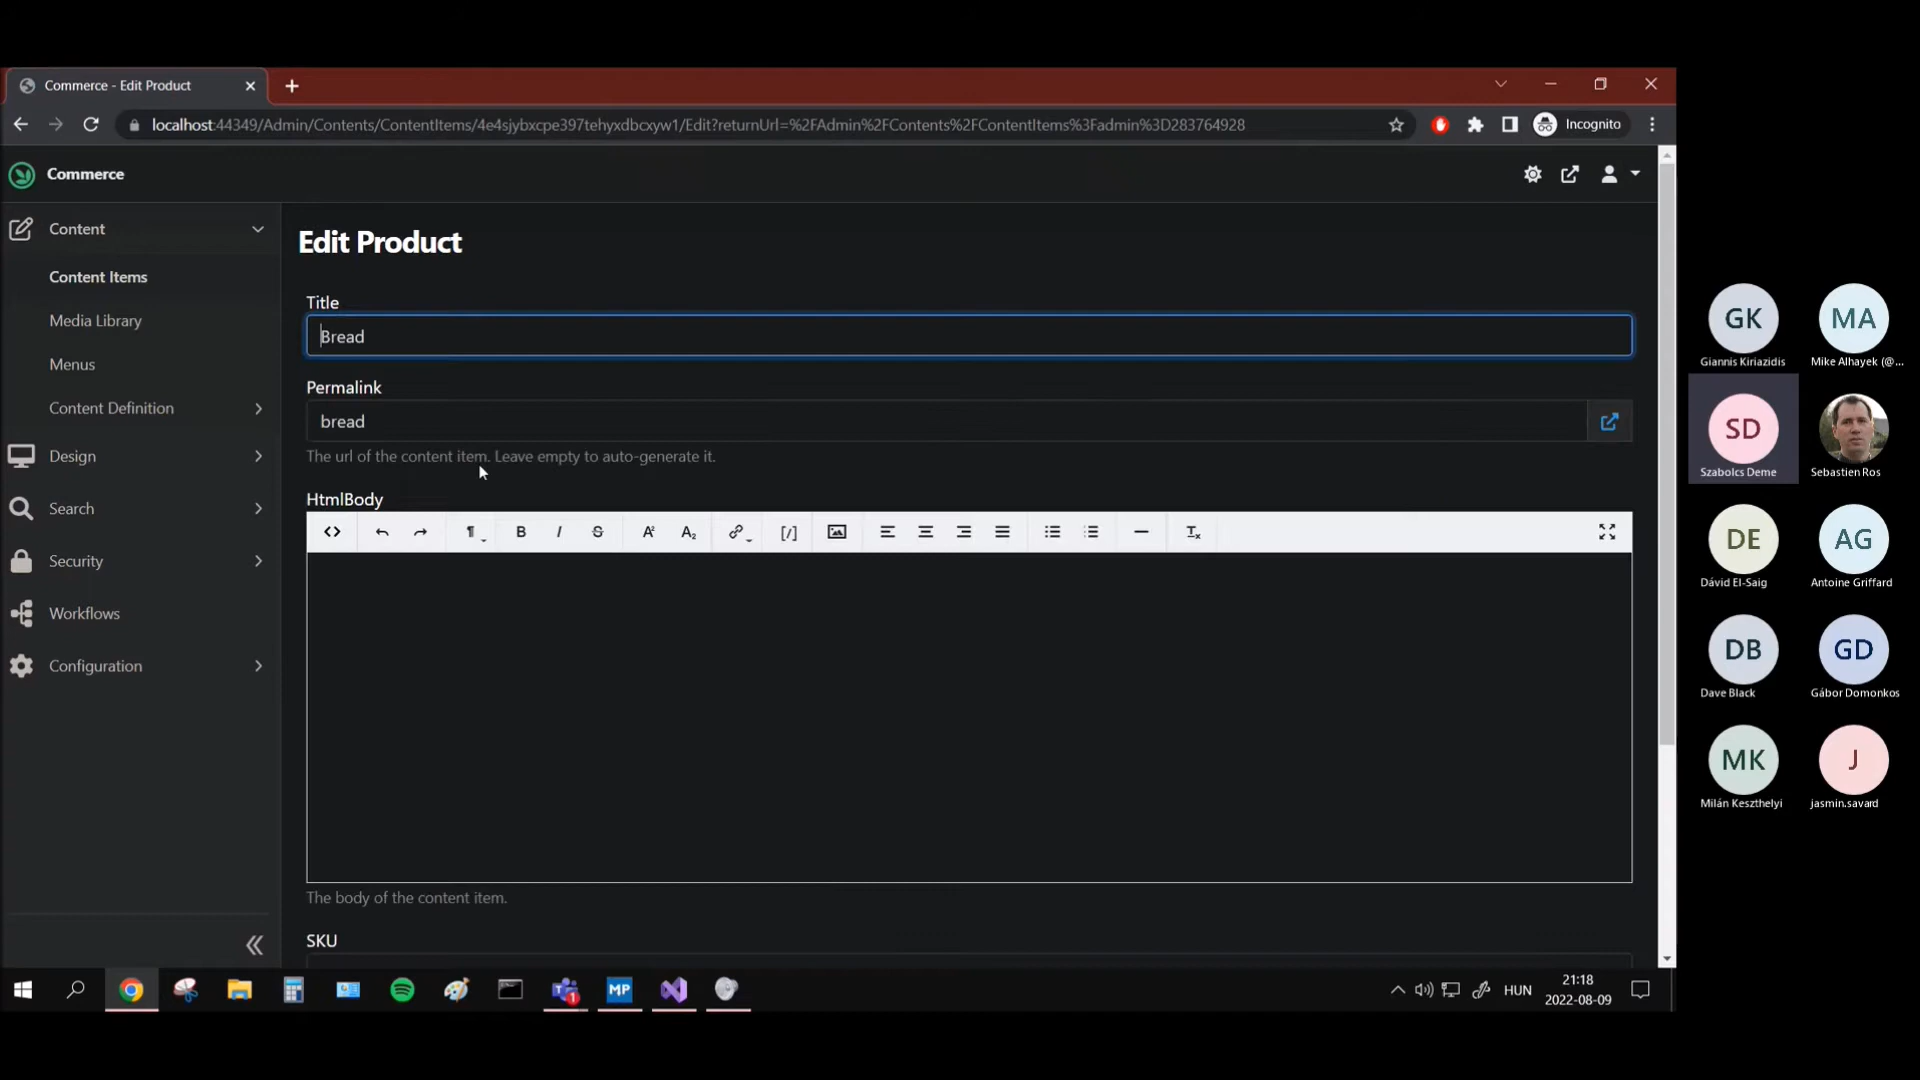 Commerce - Edit Product
localhost:44349/Admin/Contents/ContentItems/4e4sjybxcpe397tehyxdbcxyw1/Edit?returnUrl=%2FAdmin%2FContents%2FContentItems%3Fadmin%3D283764928
Incognito
Commerce
Content
Content Items
Media Library
Menus
Content Definition
Design
Search
Security
Workflows
Configuration
Edit Product
Title
Bread
Permalink
bread
The url of the content item. Leave empty to auto-generate it.
HtmlBody
The body of the content item.
SKU
GK
Giannis Kiriazidis
MA
Mike Alhayek (@...
SD
Szabolcs Deme
Sebastien Ros
DE
Dávid El-Saig
AG
Antoine Griffard
DB
Dave Black
GD
Gábor Domonkos
MK
Milán Keszthelyi
J
jasmin.savard
1
MP
HUN
21:18
2022-08-09